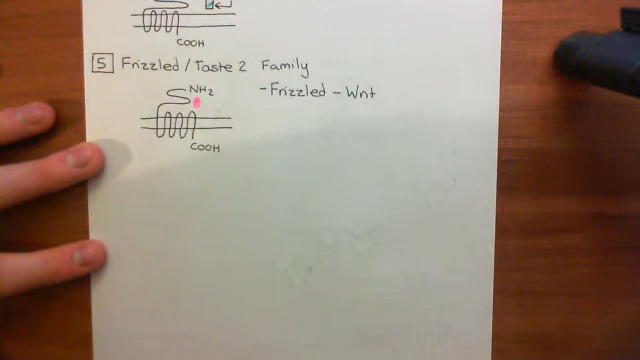 COOH
5 Frizzled / Taste 2 Family
NH2
- Frizzled - Wnt
COOH